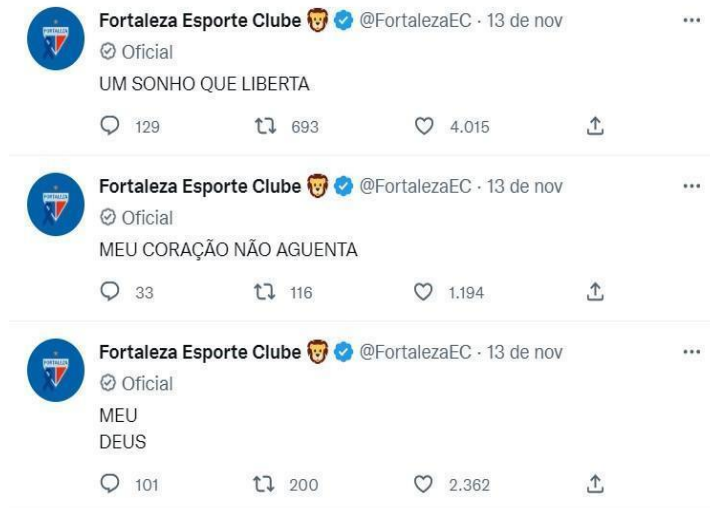 Fortaleza Esporte Clube 🦁 @FortalezaEC · 13 de nov
Oficial
UM SONHO QUE LIBERTA
129 693 4.015
Fortaleza Esporte Clube 🦁 @FortalezaEC · 13 de nov
Oficial
MEU CORAÇÃO NÃO AGUENTA
33 116 1.194
Fortaleza Esporte Clube 🦁 @FortalezaEC · 13 de nov
Oficial
MEU
DEUS
101 200 2.362